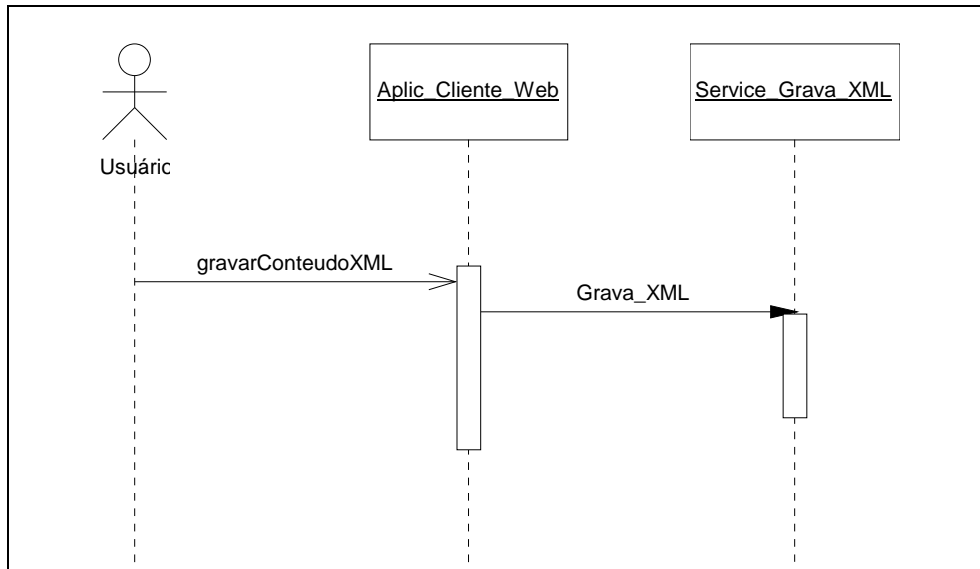 Aplic_Cliente_Web
Service_Grava_XML
Usuáric
gravarConteudoXML
Grava_XML